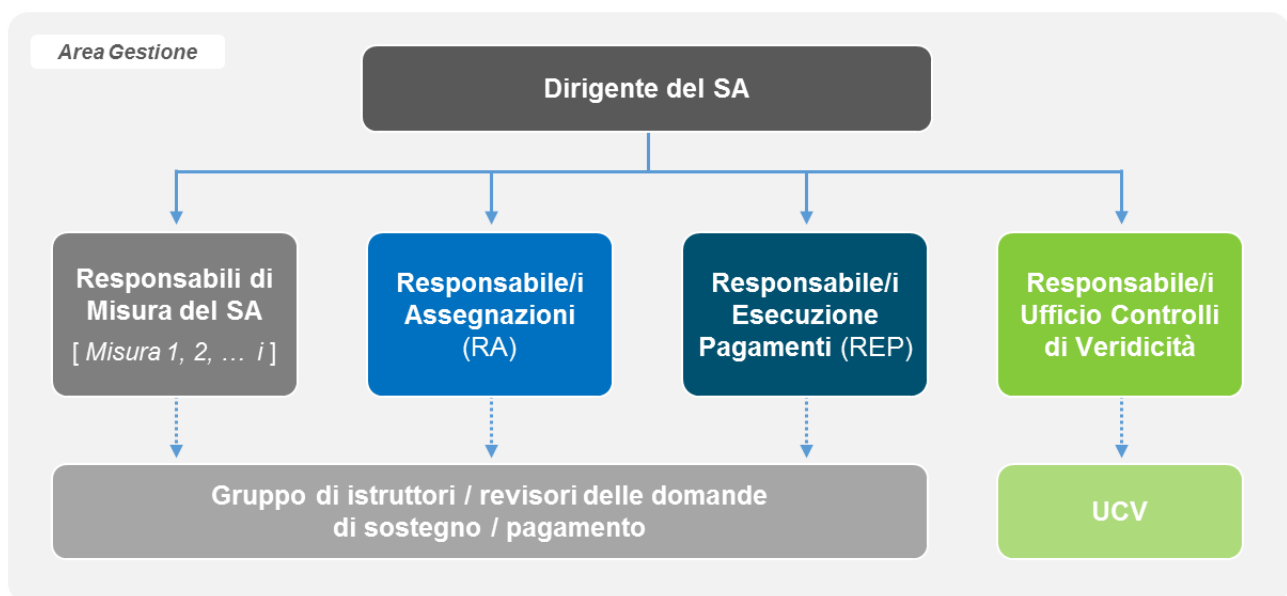 Area Gestione
Dirigente del SA
Responsabili di
Misura del SA
[ Misura 1, 2, … i ]
Responsabile/i
Assegnazioni
(RA)
Responsabile/i
Esecuzione
Pagamenti (REP)
Responsabile/i
Ufficio Controlli
di Veridicità
Gruppo di istruttori / revisori delle domande
di sostegno / pagamento
UCV